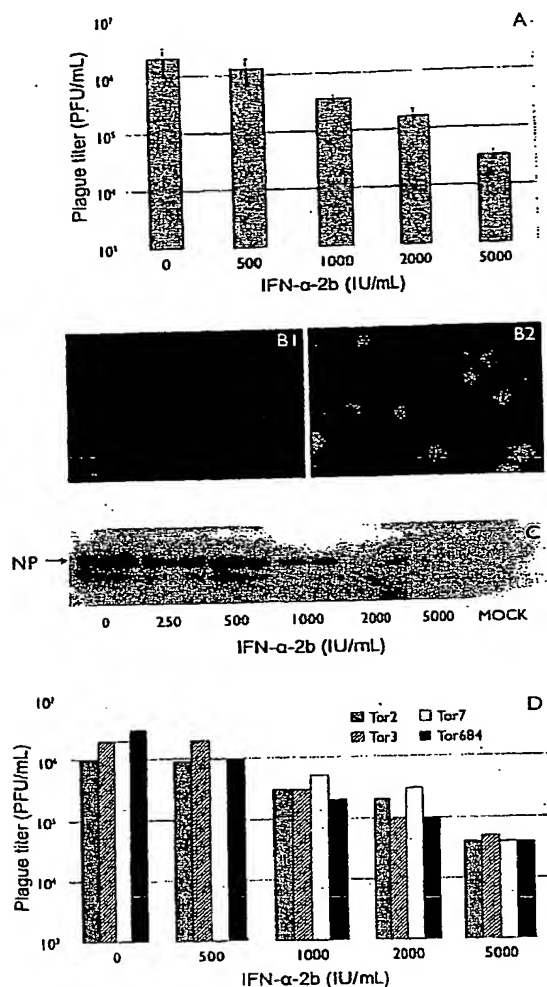 A
Plague titer (PFU/mL)
10⁷
10⁶
10⁵
10⁴
10³
0 500 1000 2000 5000
IFN-α-2b (IU/mL)
B1 B2
C
NP →
0 250 500 1000 2000 5000 MOCK
IFN-α-2b (IU/mL)
D
Tor2 Tor7
Tor3 Tor684
Plague titer (PFU/mL)
10⁷
10⁶
10⁵
10⁴
10³
0 500 1000 2000 5000
IFN-α-2b (IU/mL)